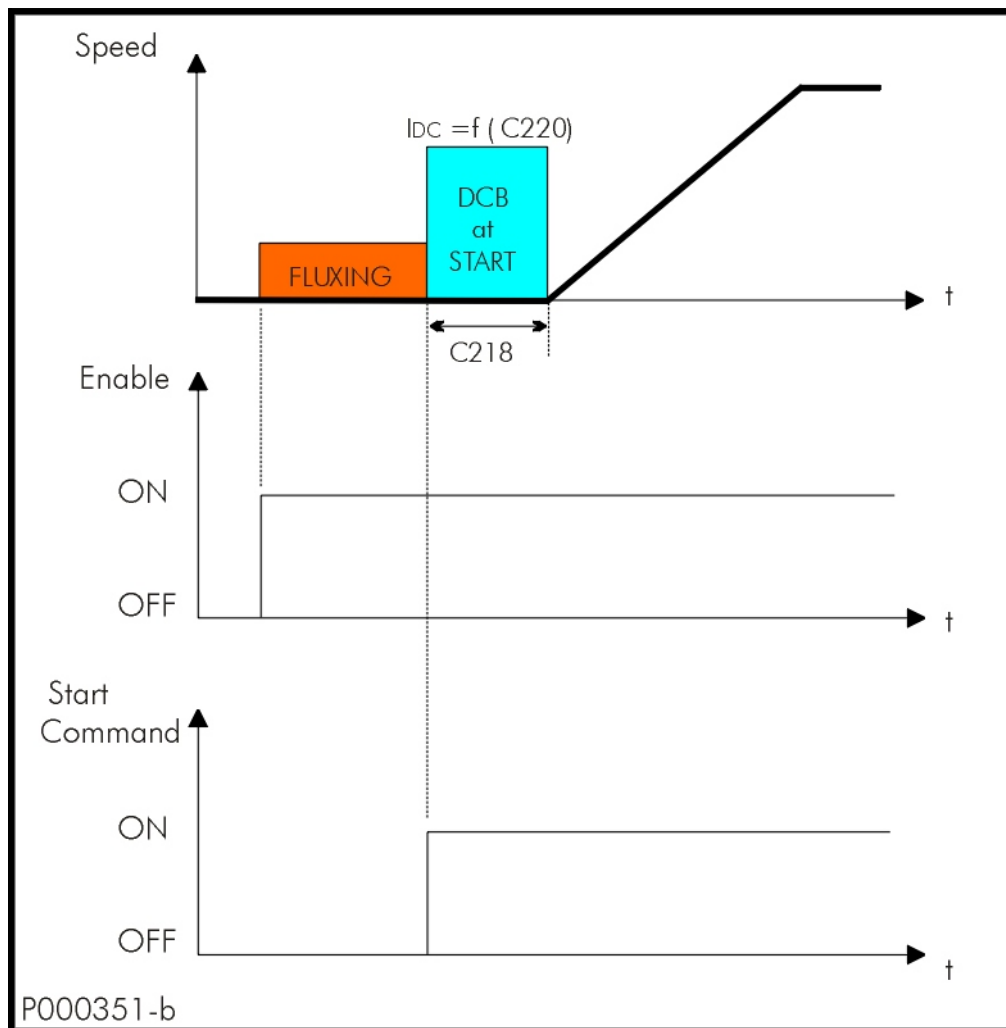 Speed
IDC =f ( C220)
DCB
at
START
FLUXING
t
C218
Enable
ON
OFF
t
Start
Command
ON
OFF
t
P000351-b